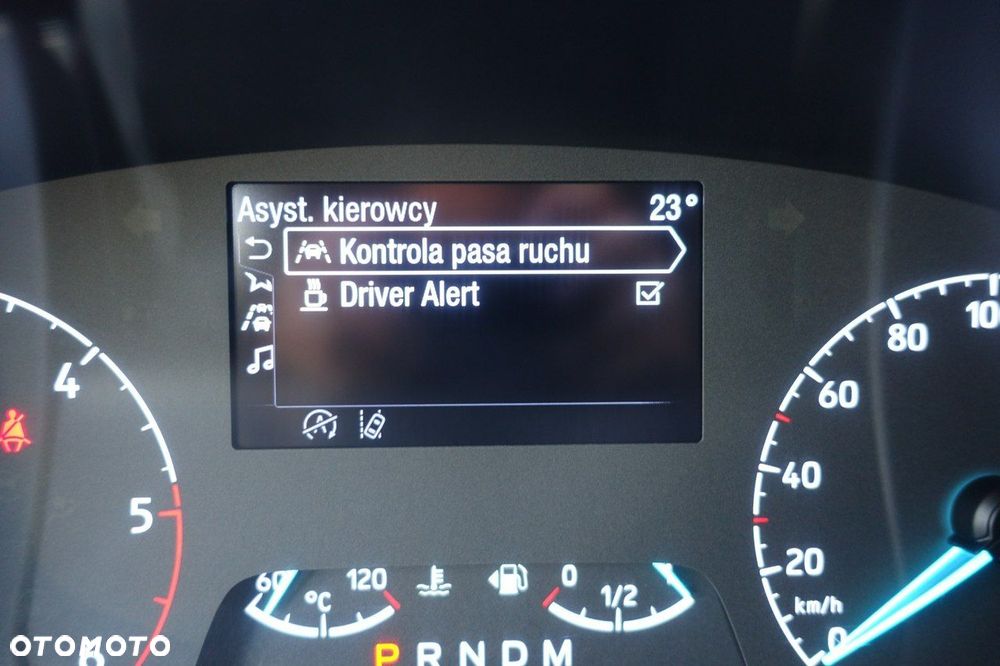 Asyst. kierowcy 23°
Kontrola pasa ruchu
Driver Alert
4
5
6
100
80
60
40
20
km/h
0
60 120
°C
0 1/2
P R N D M
OTOMOTO